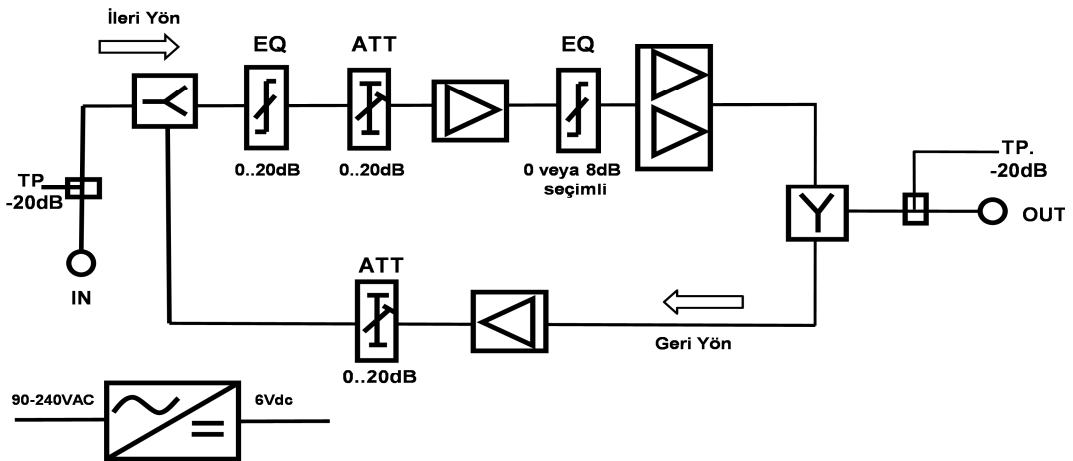 İleri Yön
EQ
ATT
EQ
0..20dB
0..20dB
0 veya 8dB
seçimli
TP
-20dB
TP.
-20dB
IN
OUT
ATT
0..20dB
Geri Yön
90-240VAC
6Vdc